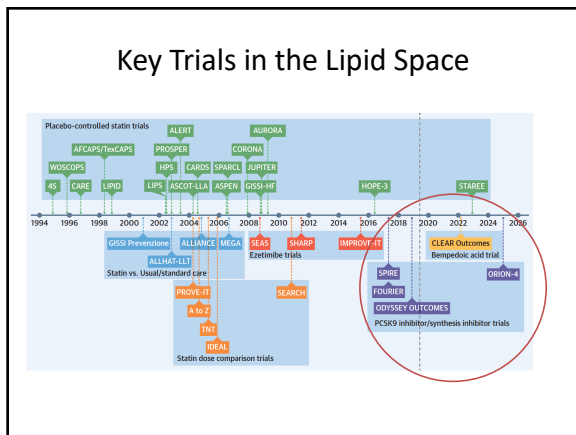 Key Trials in the Lipid Space
Placebo-controlled statin trials
ALERT AURORA
AFCAPS/TexCAPS PROSPER CORONA
WOSCOPS HPS CARDS SPARCL JUPITER
4S CARE LIPID LIPS ASCOT-LLA ASPEN GISSI-HF HOPE-3 STAREE
1994 1996 1998 2000 2002 2004 2006 2008 2010 2012 2014 2016 2018 2020 2022 2024 2026
GISSI Prevenzione ALLIANCE MEGA SEAS SHARP IMPROVE-IT CLEAR Outcomes
ALLHAT-LLT Ezetimibe trials Bempedoic acid trial
Statin vs. Usual/standard care SPIRE ORION-4
PROVE-IT SEARCH FOURIER
A to Z ODYSSEY OUTCOMES
TNT PCSK9 inhibitor/synthesis inhibitor trials
IDEAL
Statin dose comparison trials